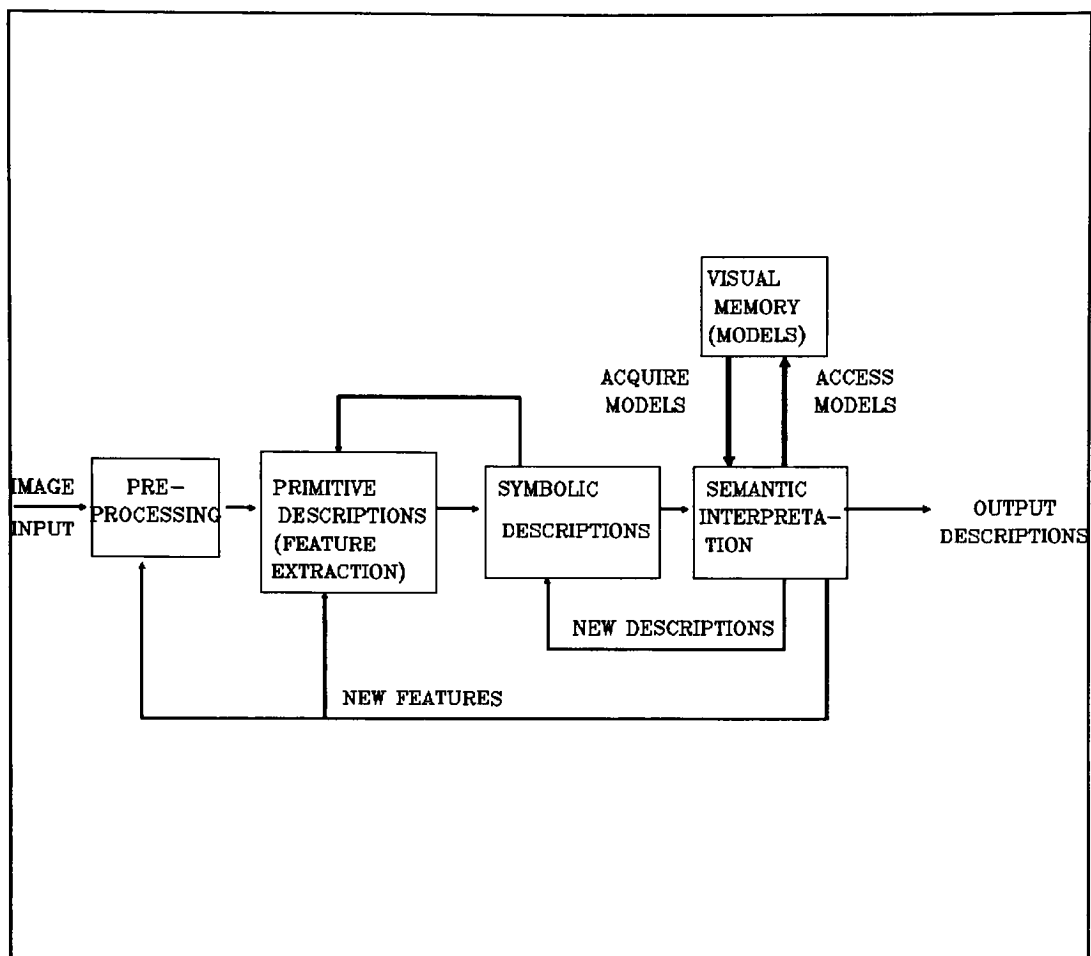 VISUAL
MEMORY
(MODELS)
ACQUIRE
MODELS
ACCESS
MODELS
IMAGE
INPUT
PRE-
PROCESSING
PRIMITIVE
DESCRIPTIONS
(FEATURE
EXTRACTION)
SYMBOLIC
DESCRIPTIONS
SEMANTIC
INTERPRETA-
TION
OUTPUT
DESCRIPTIONS
NEW DESCRIPTIONS
NEW FEATURES